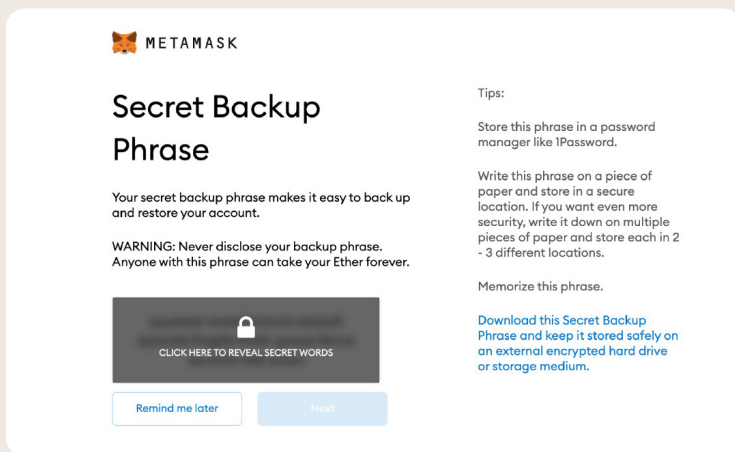 METAMASK
Secret Backup
Phrase
Your secret backup phrase makes it easy to back up
and restore your account.
WARNING: Never disclose your backup phrase.
Anyone with this phrase can take your Ether forever.
CLICK HERE TO REVEAL SECRET WORDS
Remind me later
Next
Tips:
Store this phrase in a password
manager like 1Password.
Write this phrase on a piece of
paper and store in a secure
location. If you want even more
security, write it down on multiple
pieces of paper and store each in 2
- 3 different locations.
Memorize this phrase.
Download this Secret Backup
Phrase and keep it stored safely on
an external encrypted hard drive
or storage medium.